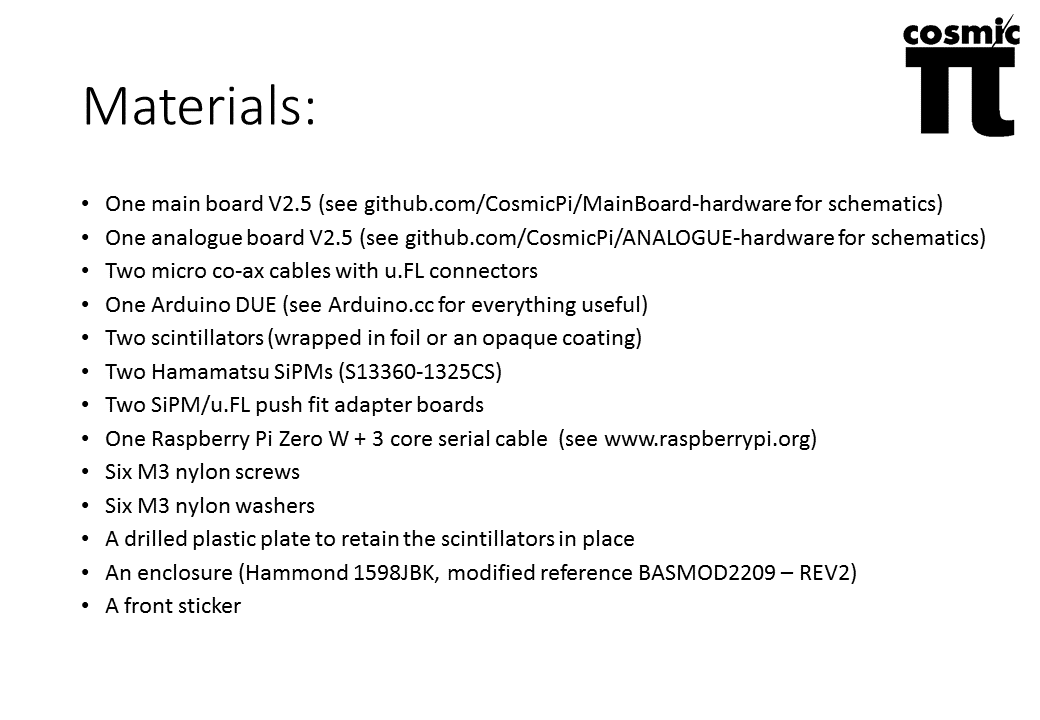 cosmic
π
Materials:
• One main board V2.5 (see github.com/CosmicPi/MainBoard-hardware for schematics)
• One analogue board V2.5 (see github.com/CosmicPi/ANALOGUE-hardware for schematics)
• Two micro co-ax cables with u.FL connectors
• One Arduino DUE (see Arduino.cc for everything useful)
• Two scintillators (wrapped in foil or an opaque coating)
• Two Hamamatsu SiPMs (S13360-1325CS)
• Two SiPM/u.FL push fit adapter boards
• One Raspberry Pi Zero W + 3 core serial cable  (see www.raspberrypi.org)
• Six M3 nylon screws
• Six M3 nylon washers
• A drilled plastic plate to retain the scintillators in place
• An enclosure (Hammond 1598JBK, modified reference BASMOD2209 – REV2)
• A front sticker